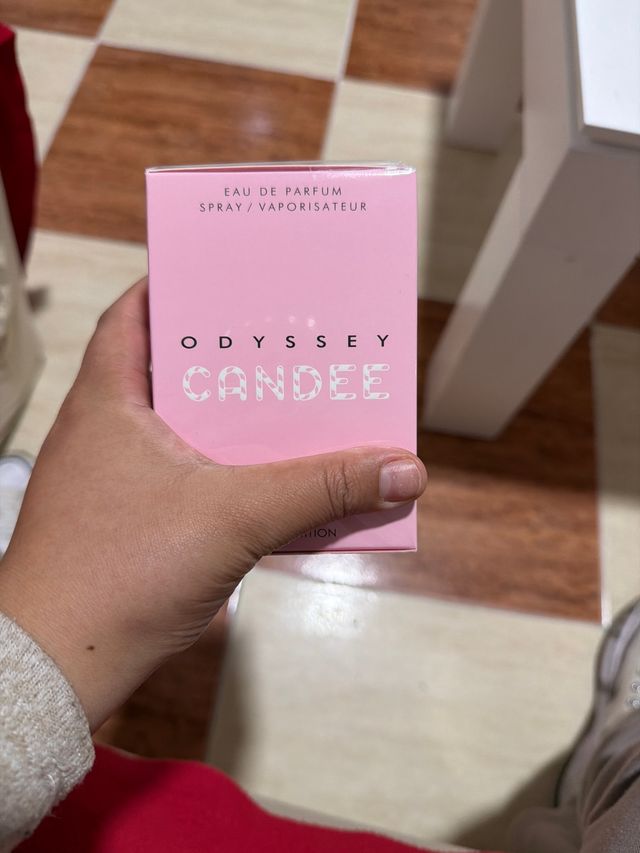 EAU DE PARFUM
SPRAY / VAPORISATEUR
ODYSSEY
CANDEE